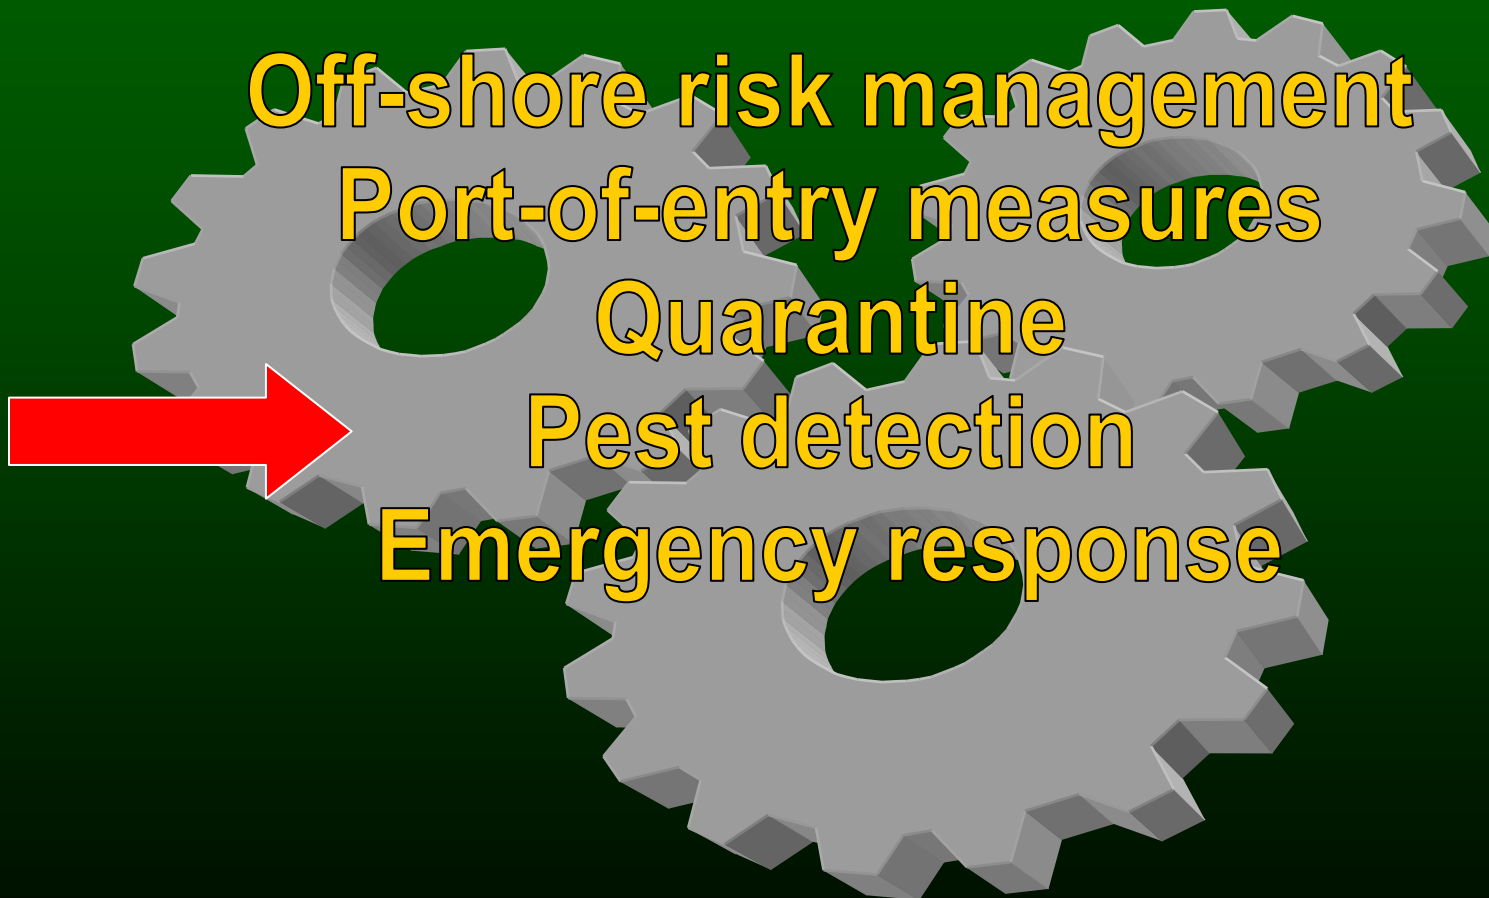 Off-shore risk management
Port-of-entry measures
Quarantine
Pest detection
Emergency response